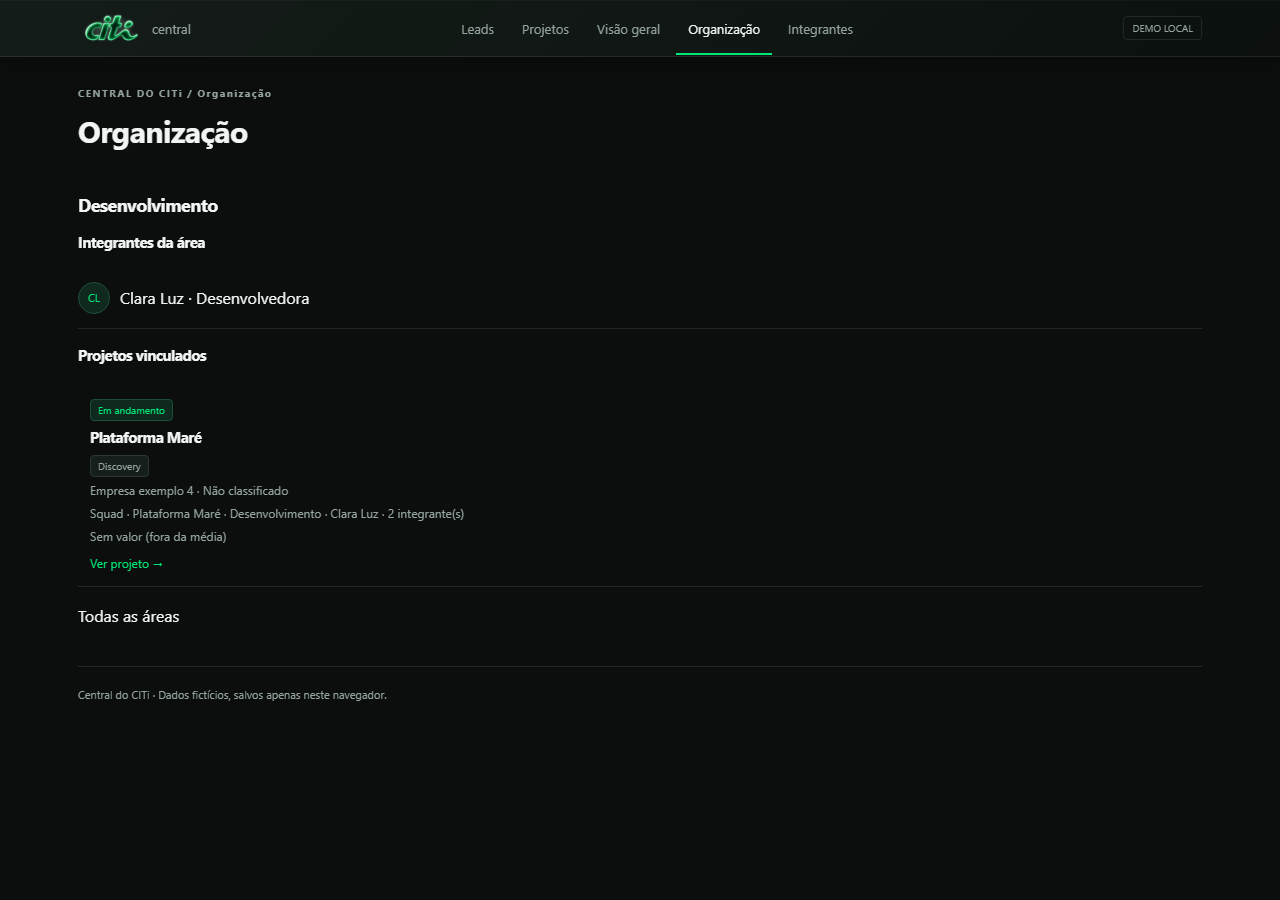 citi central Leads Projetos Visão geral Organização Integrantes DEMO LOCAL
CENTRAL DO CITi / Organização
Organização
Desenvolvimento
Integrantes da área
CL Clara Luz · Desenvolvedora
Projetos vinculados
Em andamento
Plataforma Maré
Discovery
Empresa exemplo 4 · Não classificado
Squad · Plataforma Maré · Desenvolvimento · Clara Luz · 2 integrante(s)
Sem valor (fora da média)
Ver projeto →
Todas as áreas
Central do CITi · Dados fictícios, salvos apenas neste navegador.